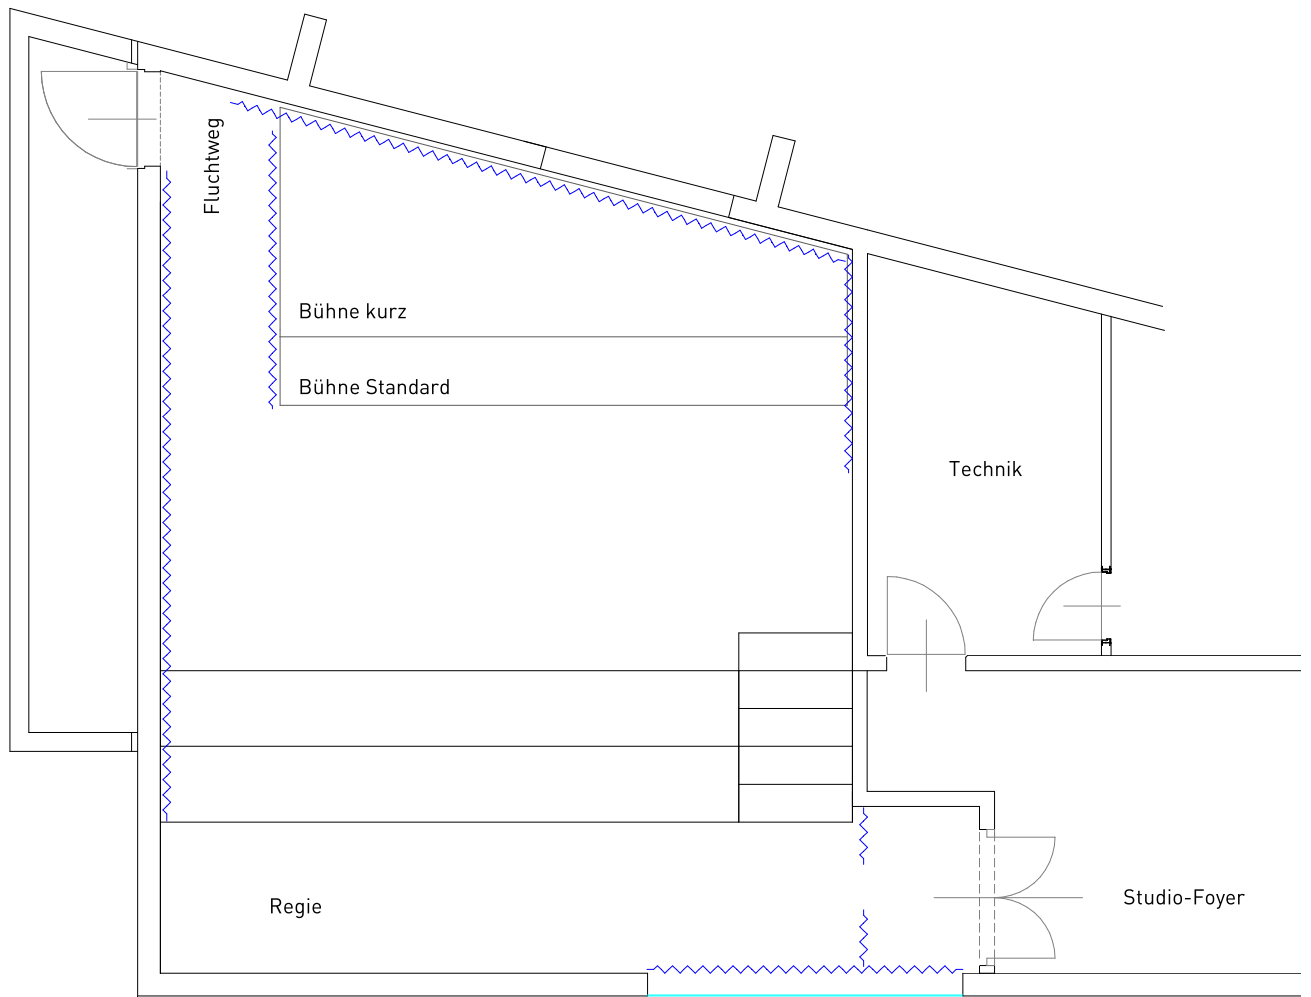 Fluchtweg
Bühne kurz
Bühne Standard
Technik
Studio-Foyer
Regie